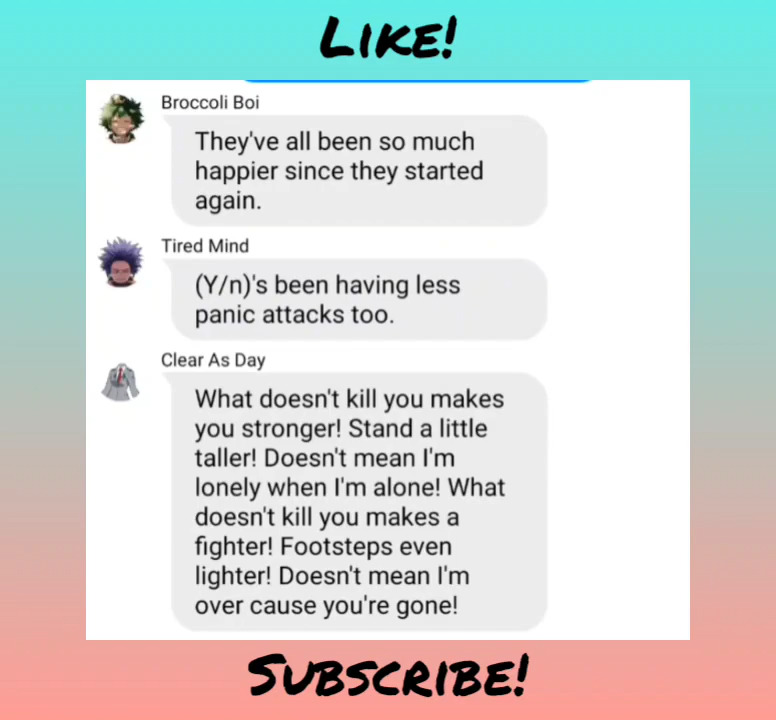 LIKE!
Broccoli Boi
They've all been so much
happier since they started
again.
Tired Mind
(Y/n)'s been having less
panic attacks too.
Clear As Day
What doesn't kill you makes
you stronger! Stand a little
taller! Doesn't mean I'm
lonely when I'm alone! What
doesn't kill you makes a
fighter! Footsteps even
lighter! Doesn't mean I'm
over cause you're gone!
SUBSCRIBE!